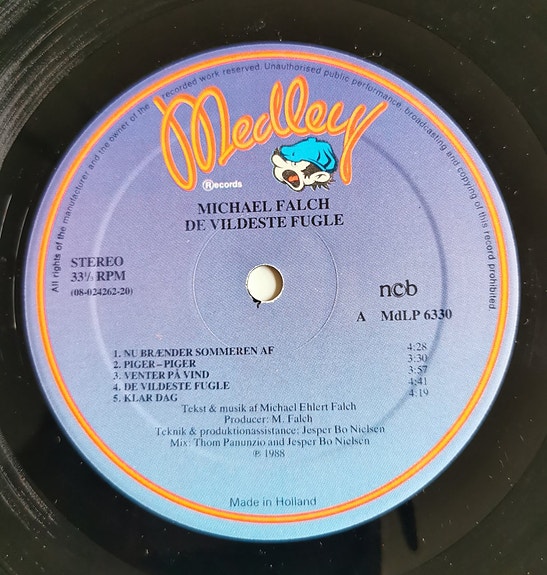 All rights of the manufacturer and the owner of the recorded work reserved. Unauthorised public performance, broadcasting and copying of this record prohibited.
Medley
Records
MICHAEL FALCH
DE VILDESTE FUGLE
STEREO
33⅓ RPM
(08-024262-20)
ncb
A MdLP 6330
1. NU BRÆNDER SOMMEREN AF 4:28
2. PIGER – PIGER 3:30
3. VENTER PÅ VIND 3:57
4. DE VILDESTE FUGLE 4:41
5. KLAR DAG 4:19
Tekst & musik af Michael Ehlert Falch
Producer: M. Falch
Teknik & produktionassistance: Jesper Bo Nielsen
Mix: Thom Panunzio and Jesper Bo Nielsen
℗ 1988
Made in Holland